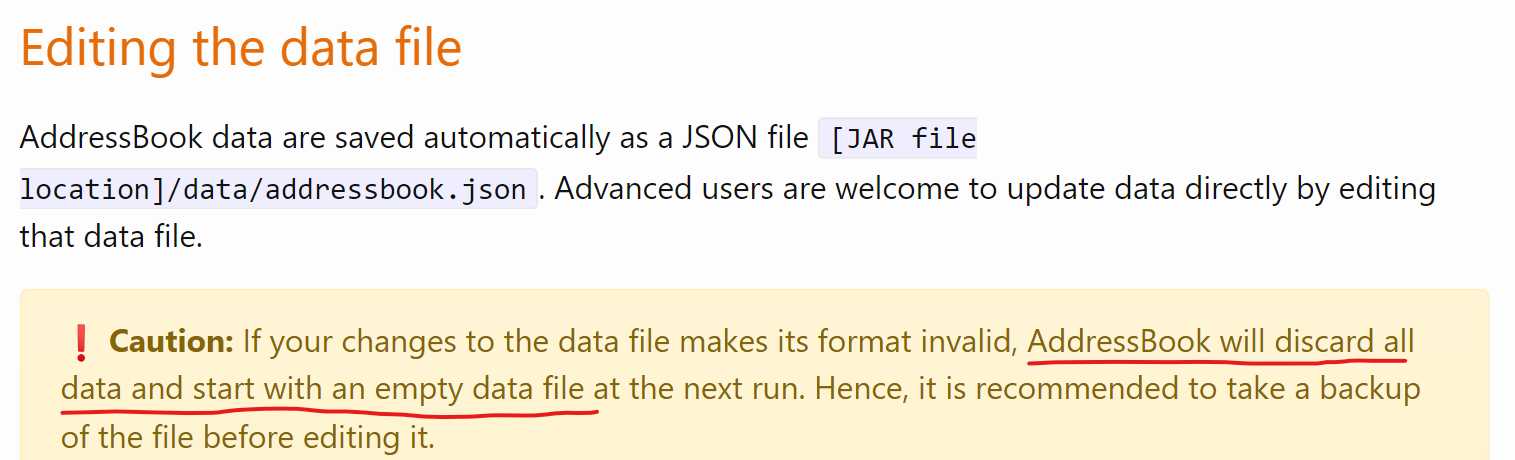 Editing the data file
AddressBook data are saved automatically as a JSON file [JAR file
location]/data/addressbook.json. Advanced users are welcome to update data directly by editing
that data file.
❗ Caution: If your changes to the data file makes its format invalid, AddressBook will discard all
data and start with an empty data file at the next run. Hence, it is recommended to take a backup
of the file before editing it.